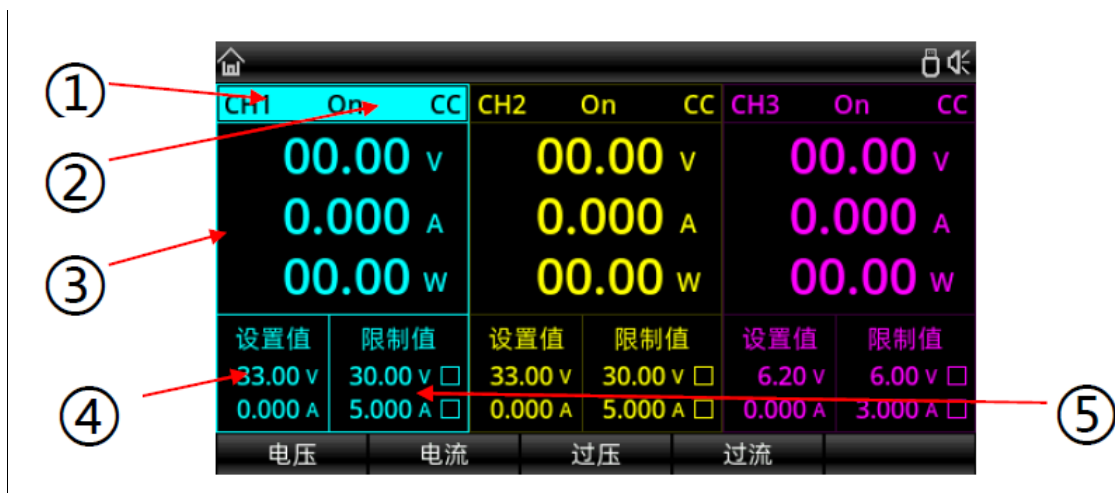 ①
CH1 On CC CH2 On CC CH3 On CC
②
00.00 V 00.00 V 00.00 V
0.000 A 0.000 A 0.000 A
③
00.00 W 00.00 W 00.00 W
设置值 限制值 设置值 限制值 设置值 限制值
33.00 V 30.00 V 33.00 V 30.00 V 6.20 V 6.00 V
④
0.000 A 5.000 A 0.000 A 5.000 A 0.000 A 3.000 A
⑤
电压 电流 过压 过流